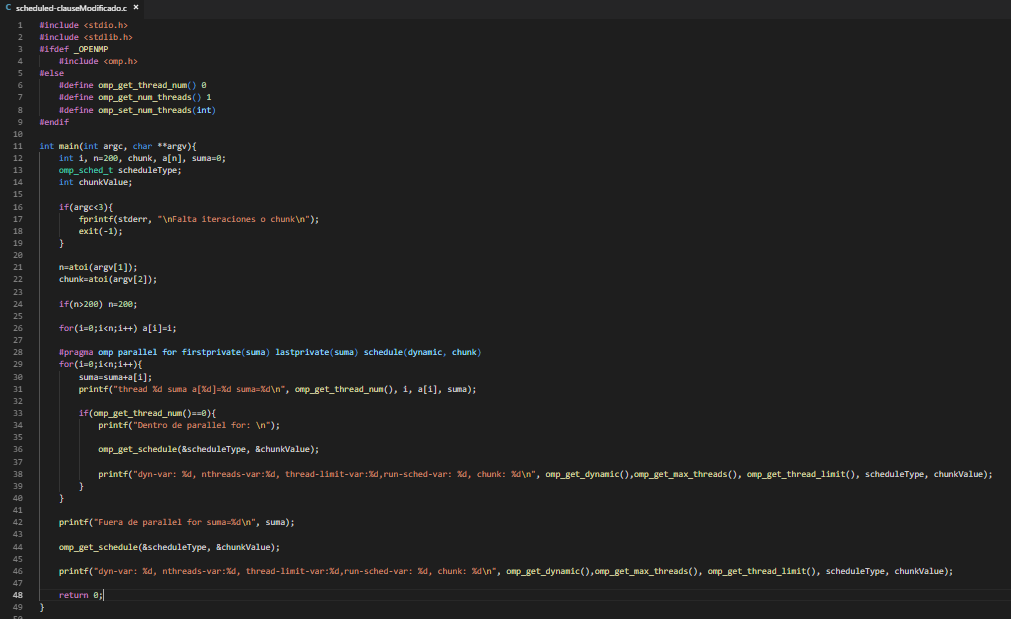 scheduled-clauseModificado.c
1 #include <stdio.h>
2 #include <stdlib.h>
3 #ifdef _OPENMP
4     #include <omp.h>
5 #else
6     #define omp_get_thread_num() 0
7     #define omp_get_num_threads() 1
8     #define omp_set_num_threads(int)
9 #endif
10
11 int main(int argc, char **argv){
12     int i, n=200, chunk, a[n], suma=0;
13     omp_sched_t scheduleType;
14     int chunkValue;
15
16     if(argc<3){
17         fprintf(stderr, "\nFalta iteraciones o chunk\n");
18         exit(-1);
19     }
20
21     n=atoi(argv[1]);
22     chunk=atoi(argv[2]);
23
24     if(n>200) n=200;
25
26     for(i=0;i<n;i++) a[i]=i;
27
28     #pragma omp parallel for firstprivate(suma) lastprivate(suma) schedule(dynamic, chunk)
29     for(i=0;i<n;i++){
30         suma=suma+a[i];
31         printf("thread %d suma a[%d]=%d suma=%d\n", omp_get_thread_num(), i, a[i], suma);
32
33         if(omp_get_thread_num()==0){
34             printf("Dentro de parallel for: \n");
35
36             omp_get_schedule(&scheduleType, &chunkValue);
37
38             printf("dyn-var: %d, nthreads-var:%d, thread-limit-var:%d,run-sched-var: %d, chunk: %d\n", omp_get_dynamic(),omp_get_max_threads(), omp_get_thread_limit(), scheduleType, chunkValue);
39         }
40     }
41
42     printf("Fuera de parallel for suma=%d\n", suma);
43
44     omp_get_schedule(&scheduleType, &chunkValue);
45
46     printf("dyn-var: %d, nthreads-var:%d, thread-limit-var:%d,run-sched-var: %d, chunk: %d\n", omp_get_dynamic(),omp_get_max_threads(), omp_get_thread_limit(), scheduleType, chunkValue);
47
48     return 0;
49 }
50